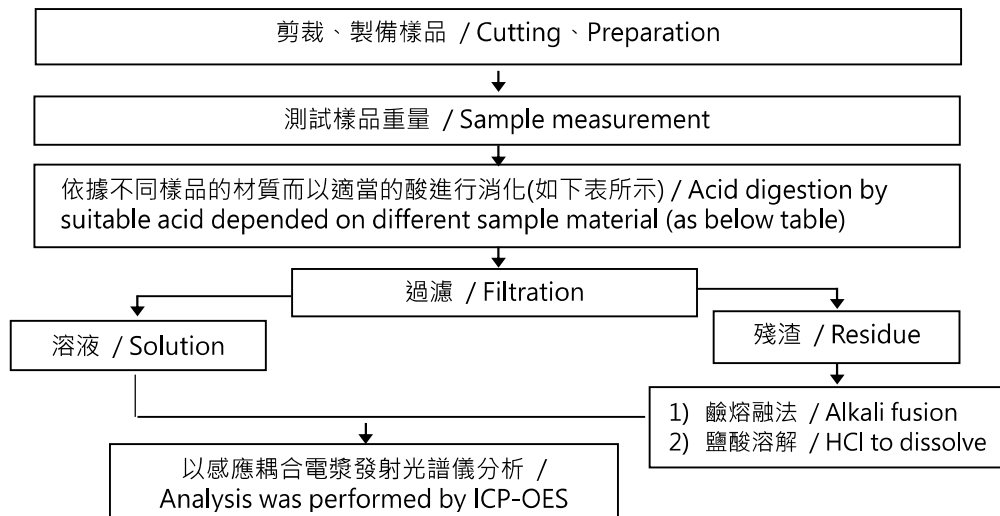 剪裁、製備樣品 / Cutting、Preparation
測試樣品重量 / Sample measurement
依據不同樣品的材質而以適當的酸進行消化(如下表所示) / Acid digestion by
suitable acid depended on different sample material (as below table)
過濾 / Filtration
溶液 / Solution
殘渣 / Residue
1) 鹼熔融法 / Alkali fusion
2) 鹽酸溶解 / HCl to dissolve
以感應耦合電漿發射光譜儀分析 /
Analysis was performed by ICP-OES